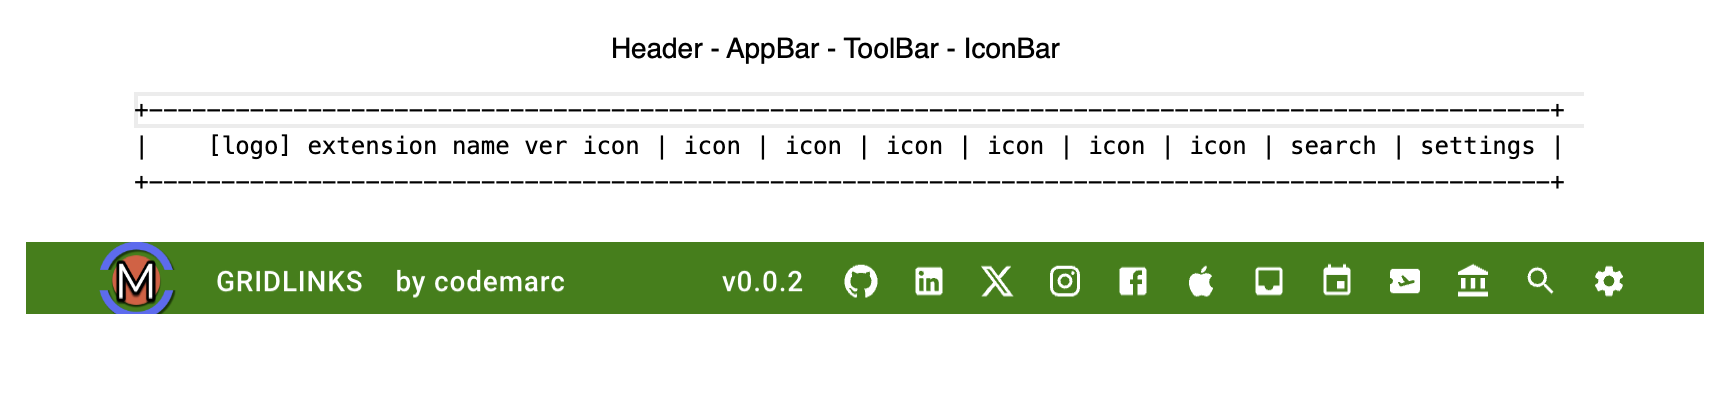 Header - AppBar - ToolBar - IconBar
+-------------------------------------------------------------------------------------------------+
|    [logo] extension name ver icon | icon | icon | icon | icon | icon | icon | search | settings |
+-------------------------------------------------------------------------------------------------+
M GRIDLINKS by codemarc v0.0.2